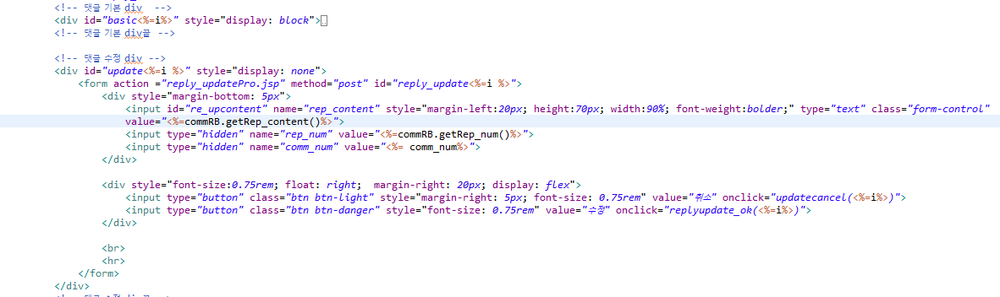 <!-- 댓글 기본 div  -->
<div id="basic<%=i%>" style="display: block">
<!-- 댓글 기본 div끝 -->
<!-- 댓글 수정 div -->
<div id="update<%=i %>" style="display: none">
<form action ="reply_updatePro.jsp" method="post" id="reply_update<%=i %>">
<div style="margin-bottom: 5px">
<input id="re_upcontent" name="rep_content" style="margin-left:20px; height:70px; width:90%; font-weight:bolder;" type="text" class="form-control"
value="<%=commRB.getRep_content()%>">
<input type="hidden" name="rep_num" value="<%=commRB.getRep_num()%>">
<input type="hidden" name="comm_num" value="<%= comm_num%>">
</div>
<div style="font-size:0.75rem; float: right;  margin-right: 20px; display: flex">
<input type="button" class="btn btn-light" style="margin-right: 5px; font-size: 0.75rem" value="취소" onclick="updatecancel(<%=i%>)">
<input type="button" class="btn btn-danger" style="font-size: 0.75rem" value="수정" onclick="replyupdate_ok(<%=i%>)">
</div>
<br>
<hr>
</form>
</div>